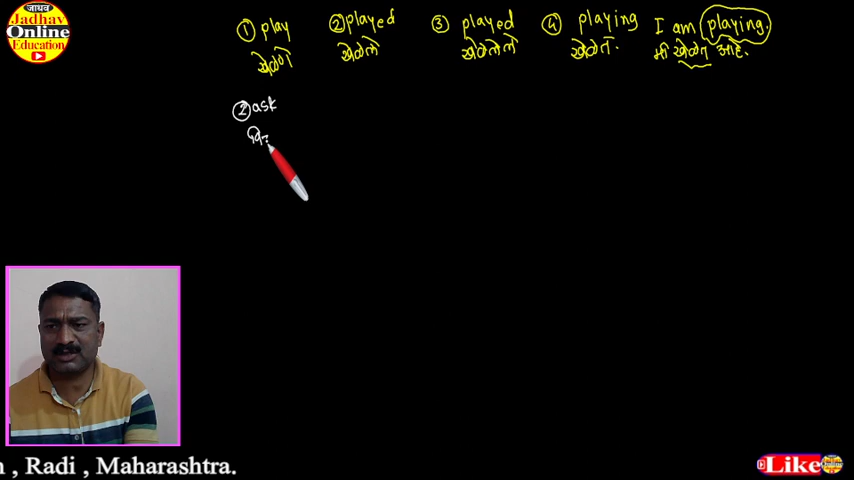 जाधव
Jadhav
Online
Education
① play ② played ③ played ④ playing I am playing.
खेळणे खेळले खेळलेले खेळत. मी खेळत आहे.
② ask
वि
, Radi , Maharashtra.
Like